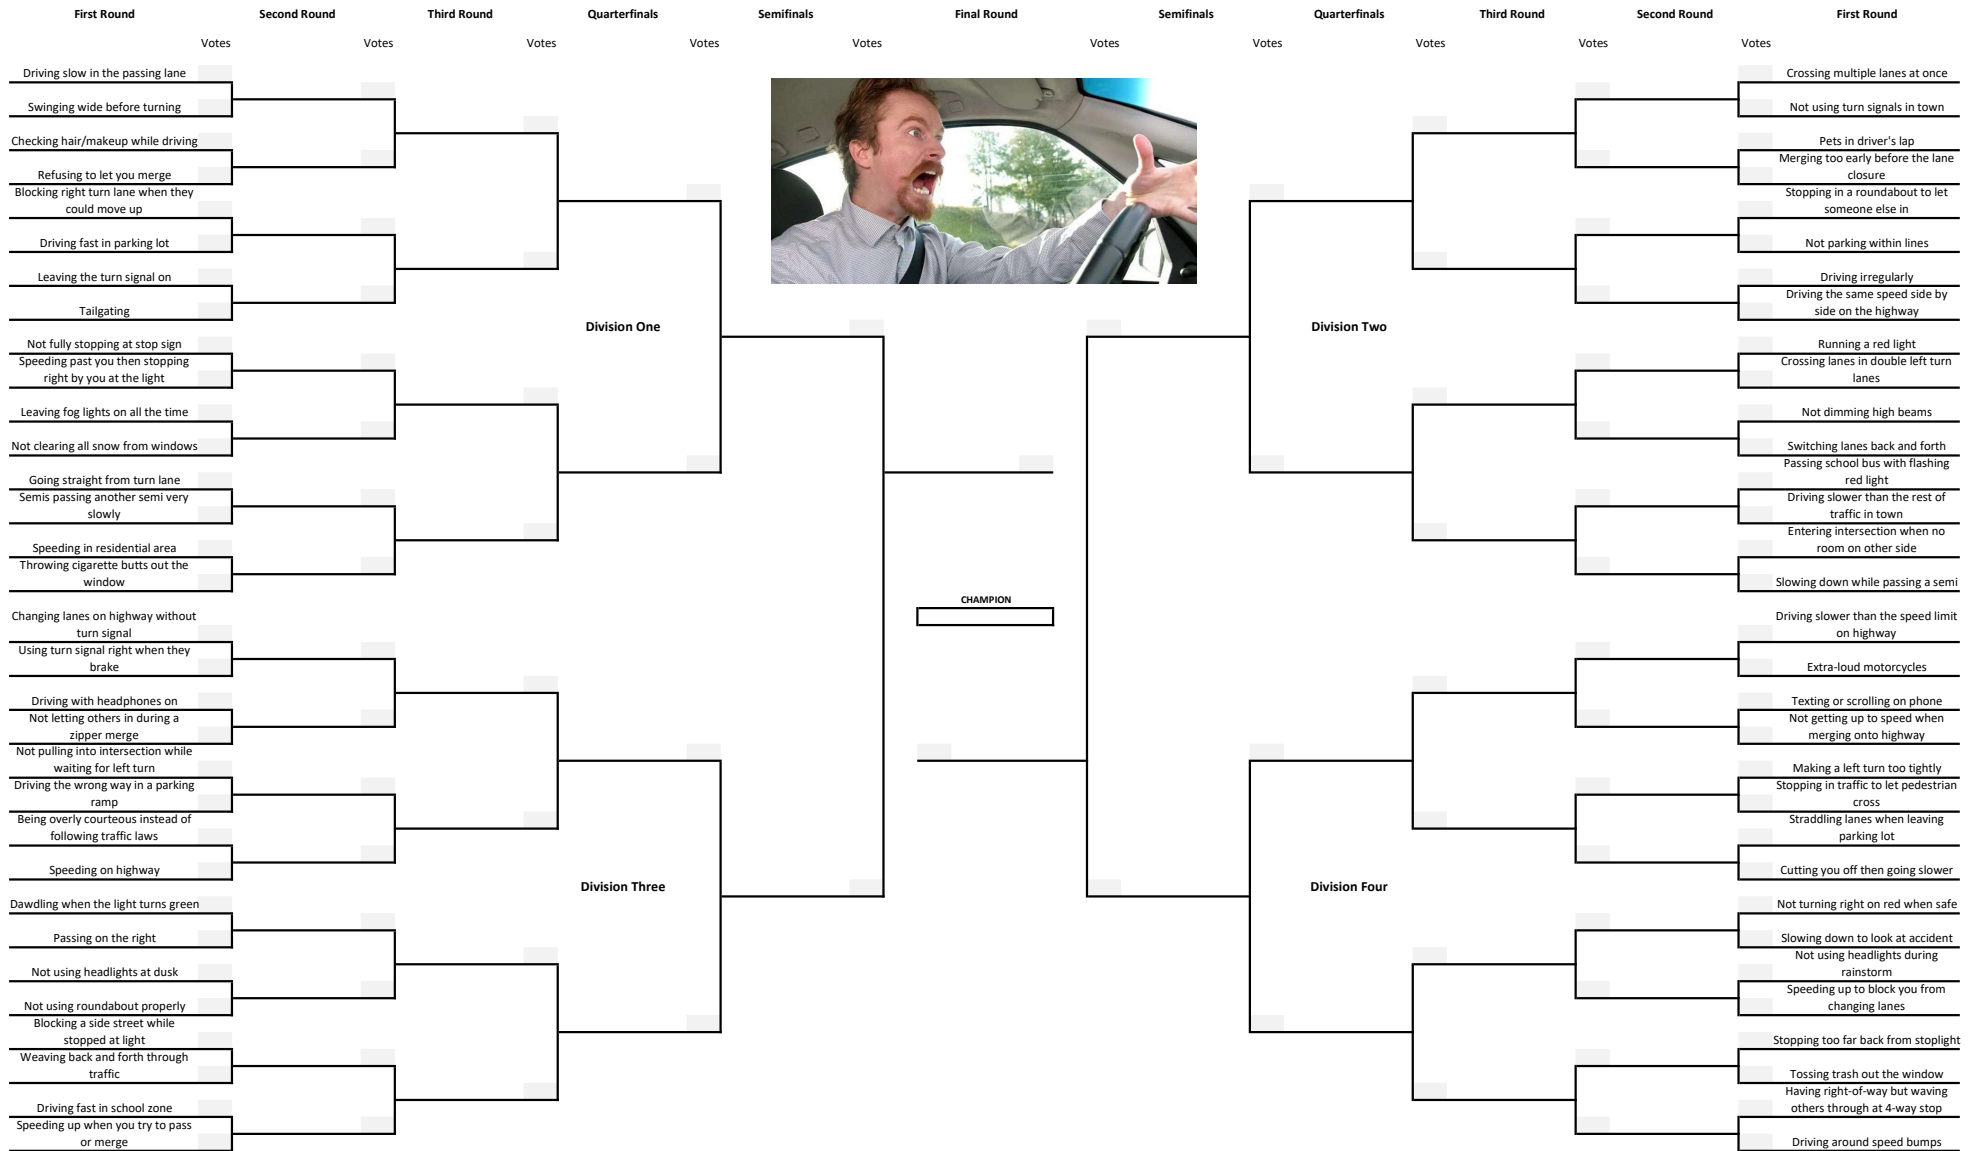 First Round
Second Round
Third Round
Quarterfinals
Semifinals
Final Round
Semifinals
Quarterfinals
Third Round
Second Round
First Round
Votes
Votes
Votes
Votes
Votes
Votes
Votes
Votes
Votes
Votes
Driving slow in the passing lane
Swinging wide before turning
Checking hair/makeup while driving
Refusing to let you merge
Blocking right turn lane when they
could move up
Driving fast in parking lot
Leaving the turn signal on
Tailgating
Division One
Not fully stopping at stop sign
Speeding past you then stopping
right by you at the light
Leaving fog lights on all the time
Not clearing all snow from windows
Going straight from turn lane
Semis passing another semi very
slowly
Speeding in residential area
Throwing cigarette butts out the
window
Changing lanes on highway without
turn signal
Using turn signal right when they
brake
Driving with headphones on
Not letting others in during a
zipper merge
Not pulling into intersection while
waiting for left turn
Driving the wrong way in a parking
ramp
Being overly courteous instead of
following traffic laws
Speeding on highway
Division Three
Dawdling when the light turns green
Passing on the right
Not using headlights at dusk
Not using roundabout properly
Blocking a side street while
stopped at light
Weaving back and forth through
traffic
Driving fast in school zone
Speeding up when you try to pass
or merge
CHAMPION
Crossing multiple lanes at once
Not using turn signals in town
Pets in driver's lap
Merging too early before the lane
closure
Stopping in a roundabout to let
someone else in
Not parking within lines
Driving irregularly
Driving the same speed side by
side on the highway
Division Two
Running a red light
Crossing lanes in double left turn
lanes
Not dimming high beams
Switching lanes back and forth
Passing school bus with flashing
red light
Driving slower than the rest of
traffic in town
Entering intersection when no
room on other side
Slowing down while passing a semi
Driving slower than the speed limit
on highway
Extra-loud motorcycles
Texting or scrolling on phone
Not getting up to speed when
merging onto highway
Making a left turn too tightly
Stopping in traffic to let pedestrian
cross
Straddling lanes when leaving
parking lot
Cutting you off then going slower
Division Four
Not turning right on red when safe
Slowing down to look at accident
Not using headlights during
rainstorm
Speeding up to block you from
changing lanes
Stopping too far back from stoplight
Tossing trash out the window
Having right-of-way but waving
others through at 4-way stop
Driving around speed bumps